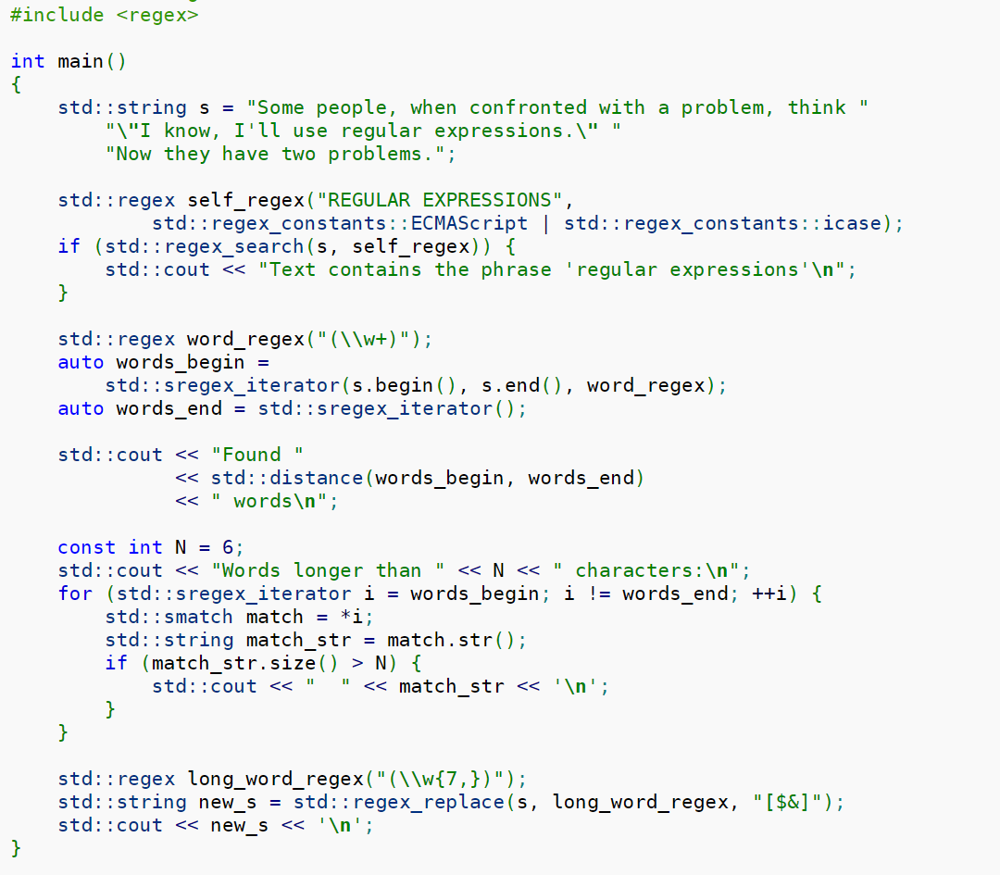 #include <regex>
int main()
{
    std::string s = "Some people, when confronted with a problem, think "
        "\"I know, I'll use regular expressions.\" "
        "Now they have two problems.";
    std::regex self_regex("REGULAR EXPRESSIONS",
            std::regex_constants::ECMAScript | std::regex_constants::icase);
    if (std::regex_search(s, self_regex)) {
        std::cout << "Text contains the phrase 'regular expressions'\n";
    }
    std::regex word_regex("(\\w+)");
    auto words_begin =
        std::sregex_iterator(s.begin(), s.end(), word_regex);
    auto words_end = std::sregex_iterator();
    std::cout << "Found "
              << std::distance(words_begin, words_end)
              << " words\n";
    const int N = 6;
    std::cout << "Words longer than " << N << " characters:\n";
    for (std::sregex_iterator i = words_begin; i != words_end; ++i) {
        std::smatch match = *i;
        std::string match_str = match.str();
        if (match_str.size() > N) {
            std::cout << "  " << match_str << '\n';
        }
    }
    std::regex long_word_regex("(\\w{7,})");
    std::string new_s = std::regex_replace(s, long_word_regex, "[$&]");
    std::cout << new_s << '\n';
}